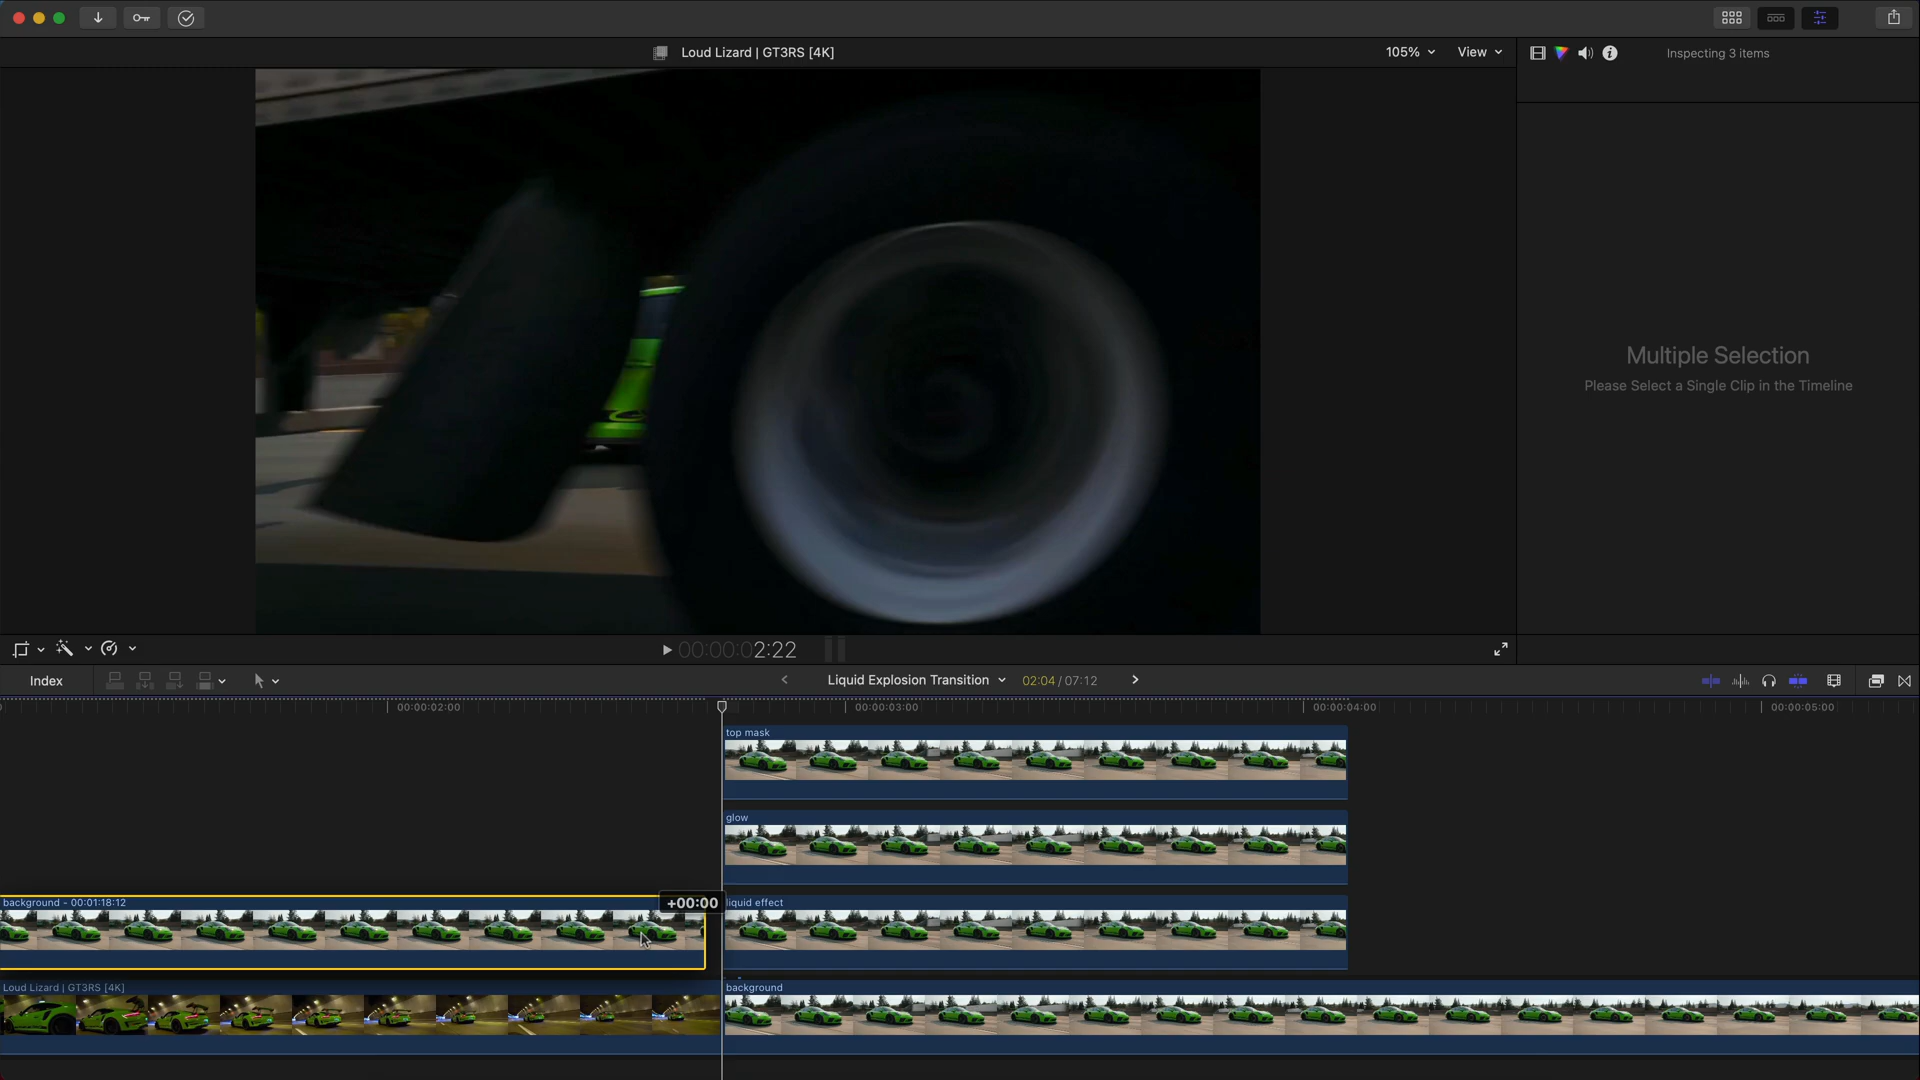 Loud Lizard | GT3RS [4K]
105%
View
Inspecting 3 items
Multiple Selection
Please Select a Single Clip in the Timeline
00:00:02:22
Index
Liquid Explosion Transition
02:04 / 07:12
00:00:02:00
00:00:03:00
00:00:04:00
00:00:05:00
top mask
glow
background - 00:01:18:12
+00:00
liquid effect
Loud Lizard | GT3RS [4K]
background